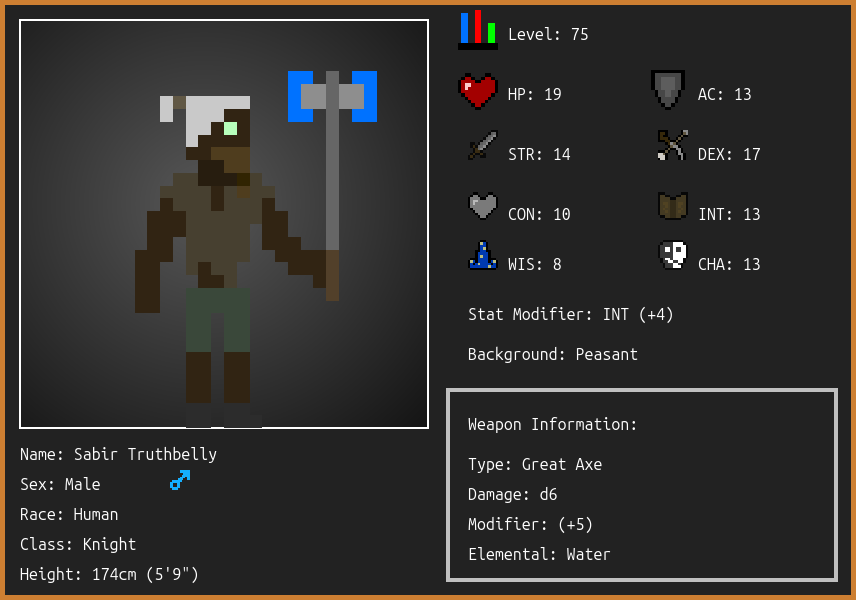 Level: 75
HP: 19
AC: 13
STR: 14
DEX: 17
CON: 10
INT: 13
WIS: 8
CHA: 13
Stat Modifier: INT (+4)
Background: Peasant
Weapon Information:
Type: Great Axe
Damage: d6
Modifier: (+5)
Elemental: Water
Name: Sabir Truthbelly
Sex: Male
Race: Human
Class: Knight
Height: 174cm (5'9")